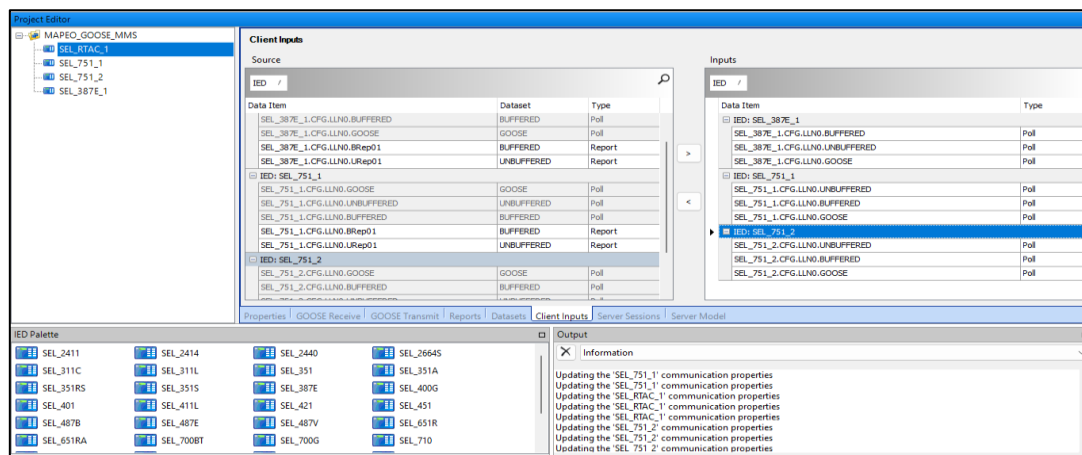 Project Editor
MAPEO_GOOSE_MMS
SEL_RTAC_1
SEL_751_1
SEL_751_2
SEL_387E_1
Client Inputs
Source
IED /
Data Item Dataset Type
SEL_387E_1.CFG.LLN0.BUFFERED BUFFERED Poll
SEL_387E_1.CFG.LLN0.GOOSE GOOSE Poll
SEL_387E_1.CFG.LLN0.BRep01 BUFFERED Report
SEL_387E_1.CFG.LLN0.URep01 UNBUFFERED Report
IED: SEL_751_1
SEL_751_1.CFG.LLN0.GOOSE GOOSE Poll
SEL_751_1.CFG.LLN0.UNBUFFERED UNBUFFERED Poll
SEL_751_1.CFG.LLN0.BUFFERED BUFFERED Poll
SEL_751_1.CFG.LLN0.BRep01 BUFFERED Report
SEL_751_1.CFG.LLN0.URep01 UNBUFFERED Report
IED: SEL_751_2
SEL_751_2.CFG.LLN0.GOOSE GOOSE Poll
SEL_751_2.CFG.LLN0.BUFFERED BUFFERED Poll
SEL_751_2.CFG.LLN0.UNBUFFERED UNBUFFERED Poll
>
<
Inputs
IED /
Data Item Type
IED: SEL_387E_1
SEL_387E_1.CFG.LLN0.BUFFERED Poll
SEL_387E_1.CFG.LLN0.UNBUFFERED Poll
SEL_387E_1.CFG.LLN0.GOOSE Poll
IED: SEL_751_1
SEL_751_1.CFG.LLN0.UNBUFFERED Poll
SEL_751_1.CFG.LLN0.BUFFERED Poll
SEL_751_1.CFG.LLN0.GOOSE Poll
IED: SEL_751_2
SEL_751_2.CFG.LLN0.UNBUFFERED Poll
SEL_751_2.CFG.LLN0.BUFFERED Poll
SEL_751_2.CFG.LLN0.GOOSE Poll
Properties GOOSE Receive GOOSE Transmit Reports Datasets Client Inputs Server Sessions Server Model
IED Palette
SEL_2411 SEL_2414 SEL_2440 SEL_2664S
SEL_311C SEL_311L SEL_351 SEL_351A
SEL_351RS SEL_351S SEL_387E SEL_400G
SEL_401 SEL_411L SEL_421 SEL_451
SEL_487B SEL_487E SEL_487V SEL_651R
SEL_651RA SEL_700BT SEL_700G SEL_710
Output
Information
Updating the 'SEL_751_1' communication properties
Updating the 'SEL_751_1' communication properties
Updating the 'SEL_RTAC_1' communication properties
Updating the 'SEL_RTAC_1' communication properties
Updating the 'SEL_751_2' communication properties
Updating the 'SEL_751_2' communication properties
Updating the 'SEL_751_2' communication properties